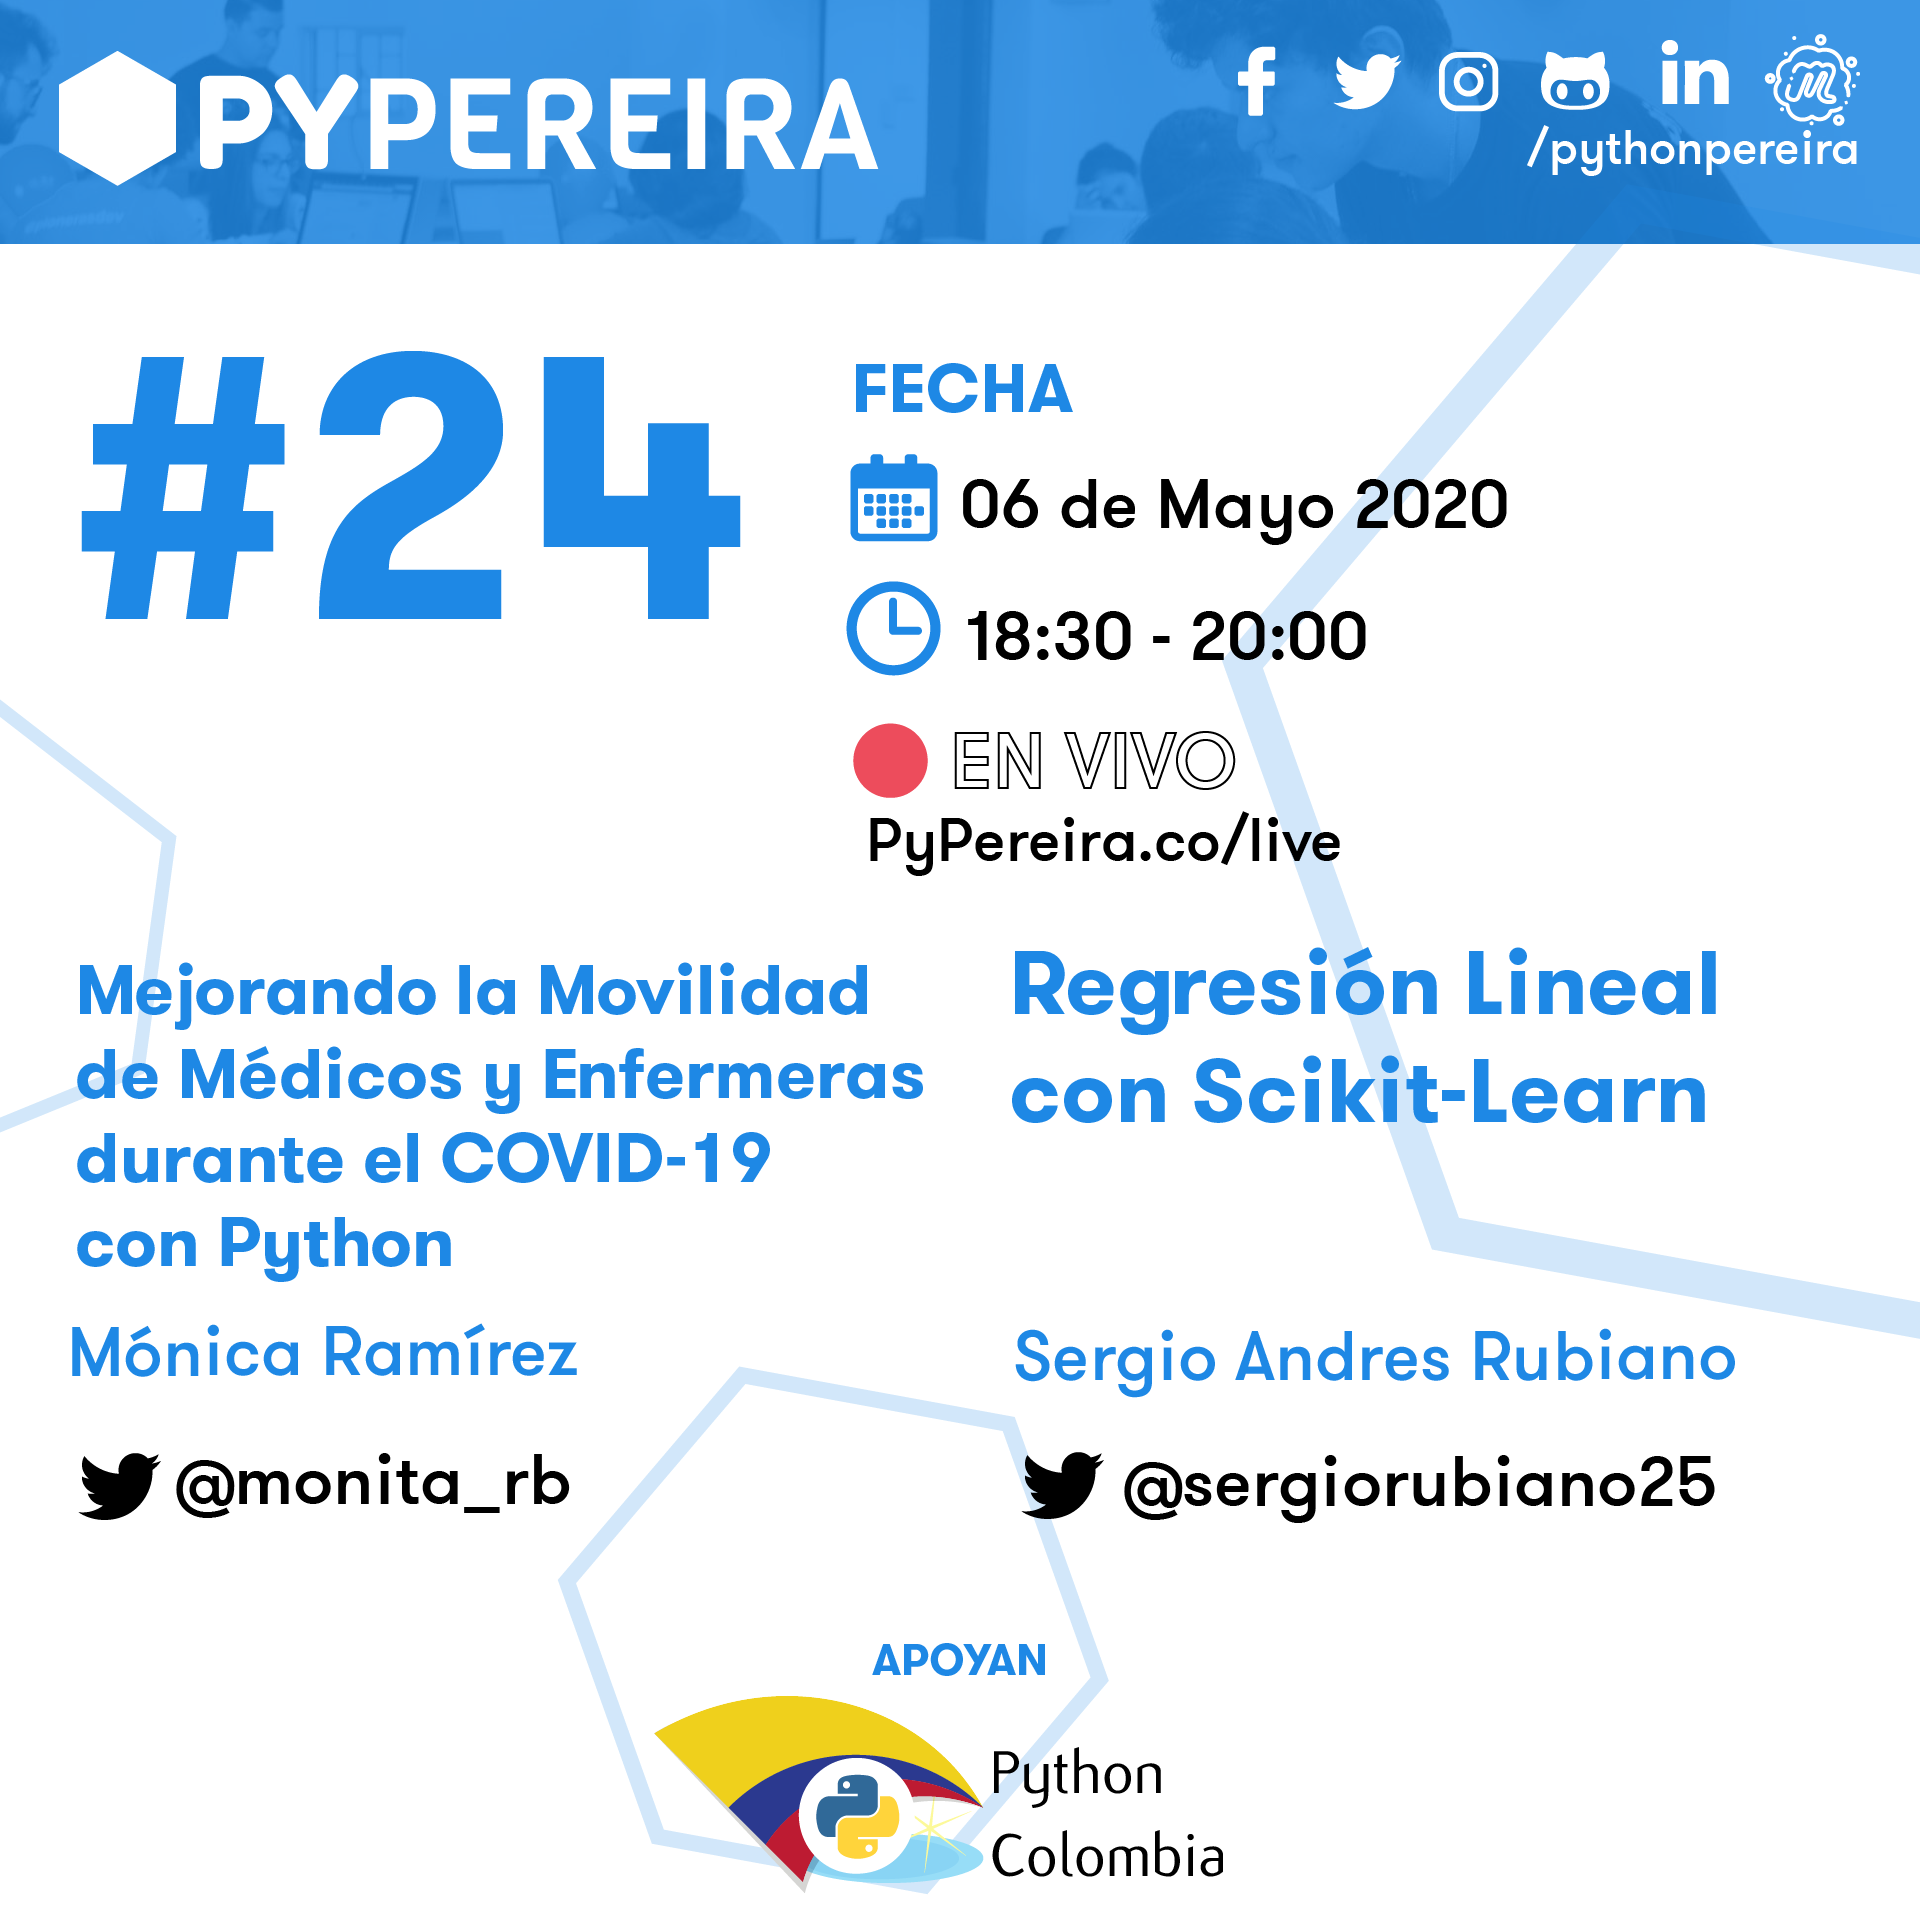 PYPEREIRA
/pythonpereira
#24
FECHA
06 de Mayo 2020
18:30 - 20:00
EN VIVO
PyPereira.co/live
Mejorando la Movilidad
de Médicos y Enfermeras
durante el COVID-19
con Python
Mónica Ramírez
@monita_rb
Regresión Lineal
con Scikit-Learn
Sergio Andres Rubiano
@sergiorubiano25
APOYAN
Python
Colombia